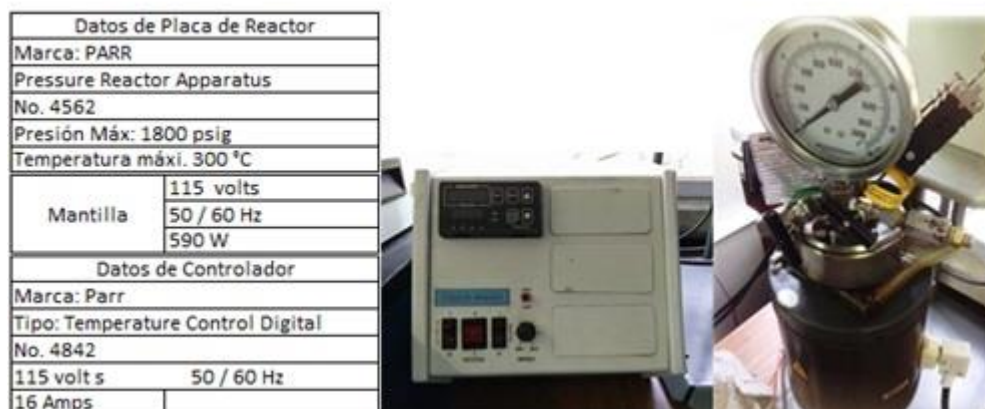 Datos de Placa de Reactor
Marca: PARR
Pressure Reactor Apparatus
No. 4562
Presión Máx: 1800 psig
Temperatura máxi. 300 °C
Mantilla
115 volts
50 / 60 Hz
590 W
Datos de Controlador
Marca: Parr
Tipo: Temperature Control Digital
No. 4842
115 volt s 50 / 60 Hz
16 Amps